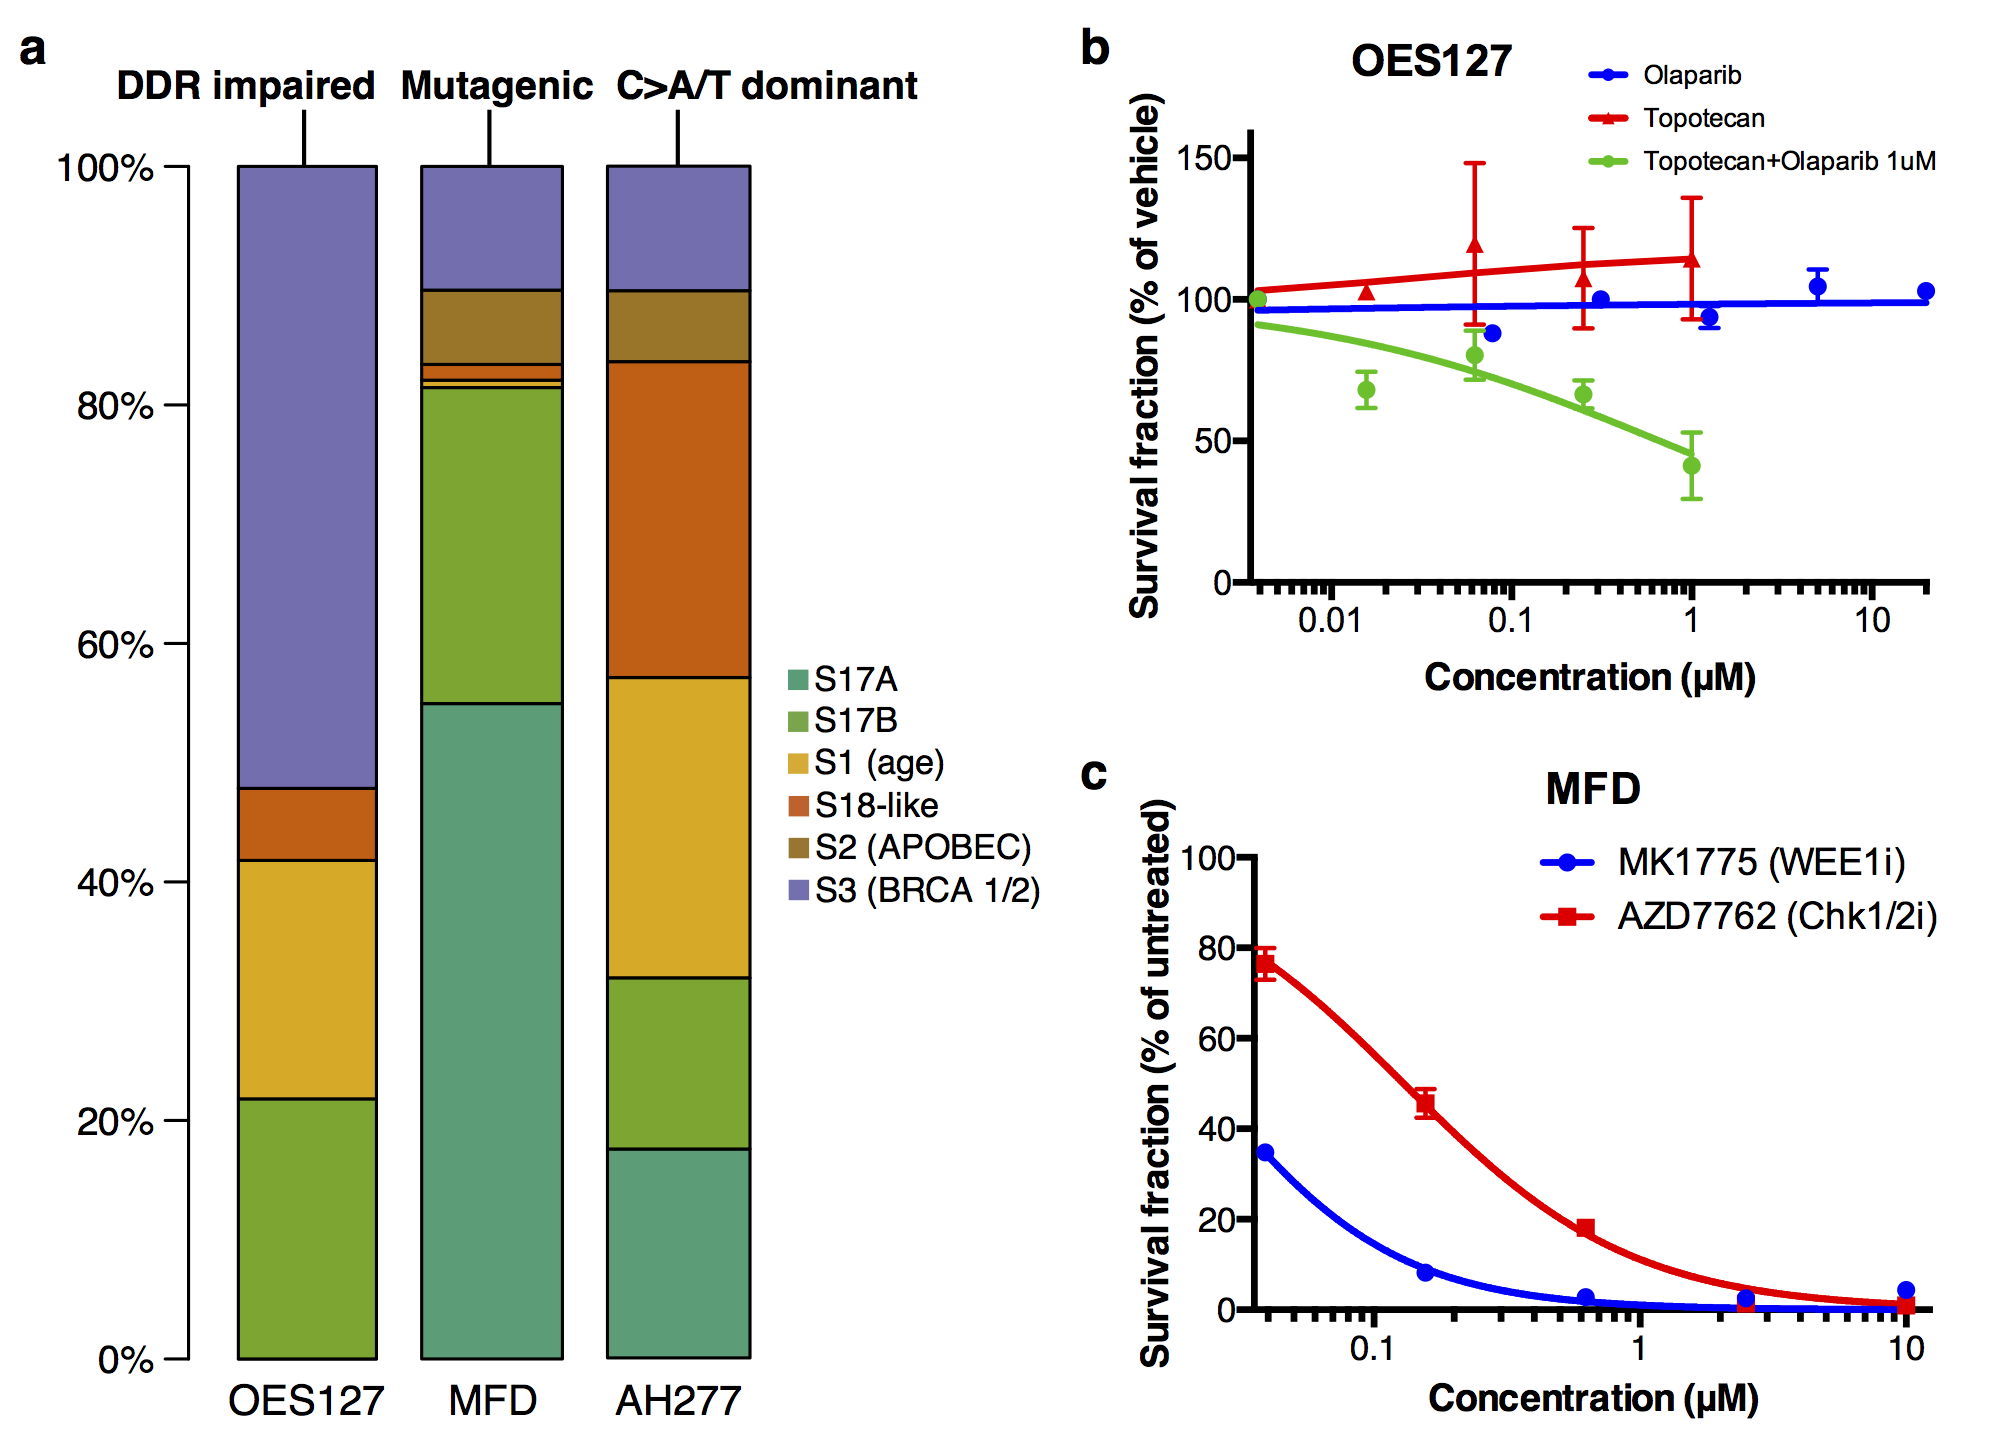 a
DDR impaired Mutagenic C>A/T dominant
100%
80%
60%
40%
20%
0%
OES127 MFD AH277
S17A
S17B
S1 (age)
S18-like
S2 (APOBEC)
S3 (BRCA 1/2)
b
OES127
Olaparib
Topotecan
Topotecan+Olaparib 1uM
Survival fraction (% of vehicle)
150
100
50
0
0.01 0.1 1 10
Concentration (µM)
c
MFD
MK1775 (WEE1i)
AZD7762 (Chk1/2i)
Survival fraction (% of untreated)
100
80
60
40
20
0
0.1 1 10
Concentration (µM)